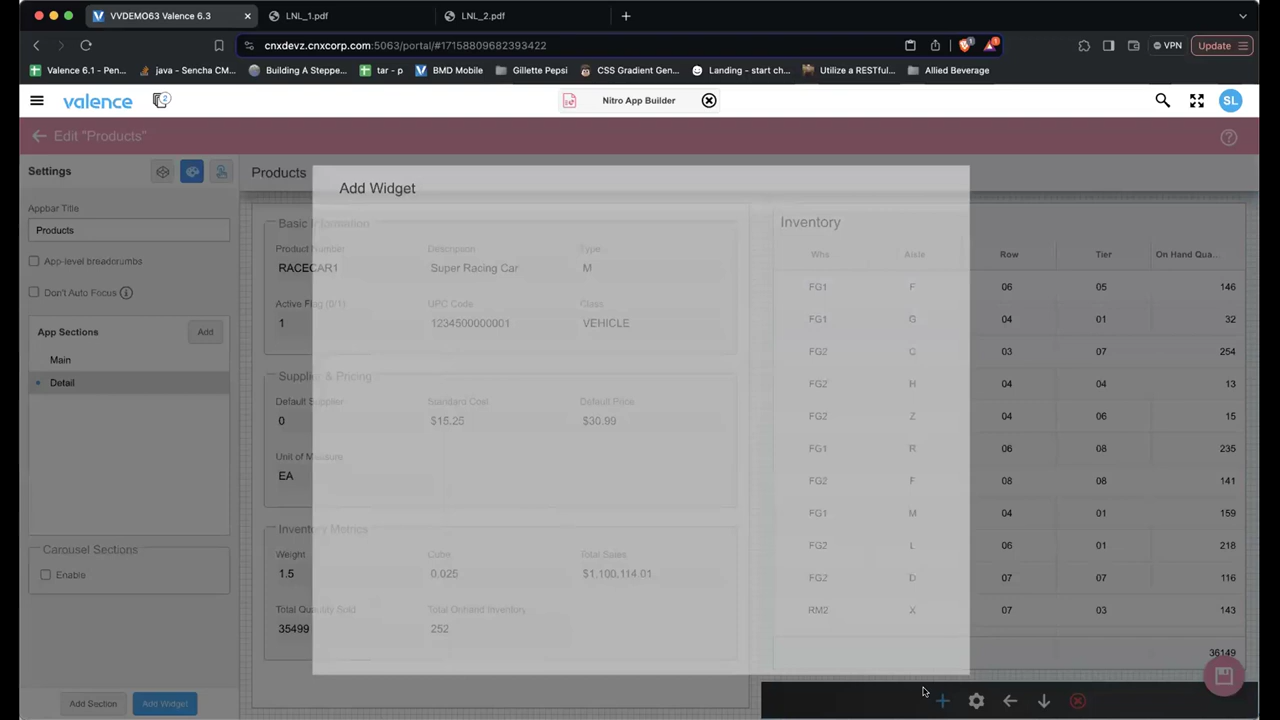 VVDEMO63 Valence 6.3
LNL_1.pdf
LNL_2.pdf
cnxdevz.cnxcorp.com:5063/portal/#17158809682393422
VPN
Update
Valence 6.1 - Pen...
java - Sencha CM...
Building A Steppe...
tar - p
BMD Mobile
Gillette Pepsi
CSS Gradient Gen...
Landing – start ch...
Utilize a RESTful...
Allied Beverage
valence
2
Nitro App Builder
SL
Edit "Products"
Settings
Products
Appbar Title
Products
App-level breadcrumbs
Don't Auto Focus
App Sections
Add
Main
Detail
Carousel Sections
Enable
Add Section
Add Widget
Add Widget
Basic Information
Product Number
Description
Type
RACECAR1
Super Racing Car
M
Active Flag (0/1)
UPC Code
Class
1
1234500000001
VEHICLE
Supplier & Pricing
Default Supplier
Standard Cost
Default Price
0
$15.25
$30.99
Unit of Measure
EA
Inventory Metrics
Weight
Cube
Total Sales
1.5
0.025
$1,100,114.01
Total Quantity Sold
Total Onhand Inventory
35499
252
Inventory
Whs Aisle Row Tier On Hand Qua...
FG1 F 06 05 146
FG1 G 04 01 32
FG2 C 03 07 254
FG2 H 04 04 13
FG2 Z 04 06 15
FG1 R 06 08 235
FG2 F 08 08 141
FG1 M 04 01 159
FG2 L 06 01 218
FG2 D 07 07 116
RM2 X 07 03 143
36149